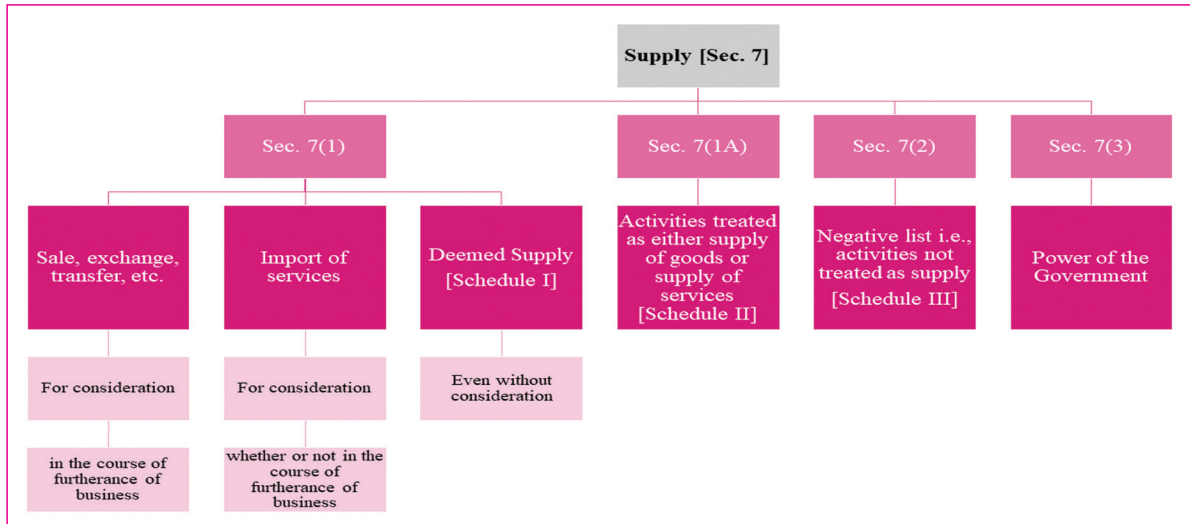 Supply [Sec. 7]
Sec. 7(1)
Sec. 7(1A)
Sec. 7(2)
Sec. 7(3)
Sale, exchange,
transfer, etc.
Import of
services
Deemed Supply
[Schedule I]
Activities treated
as either supply
of goods or
supply of
services
[Schedule II]
Negative list i.e.,
activities not
treated as supply
[Schedule III]
Power of the
Government
For consideration
For consideration
Even without
consideration
in the course of
furtherance of
business
whether or not in the
course of
furtherance of
business